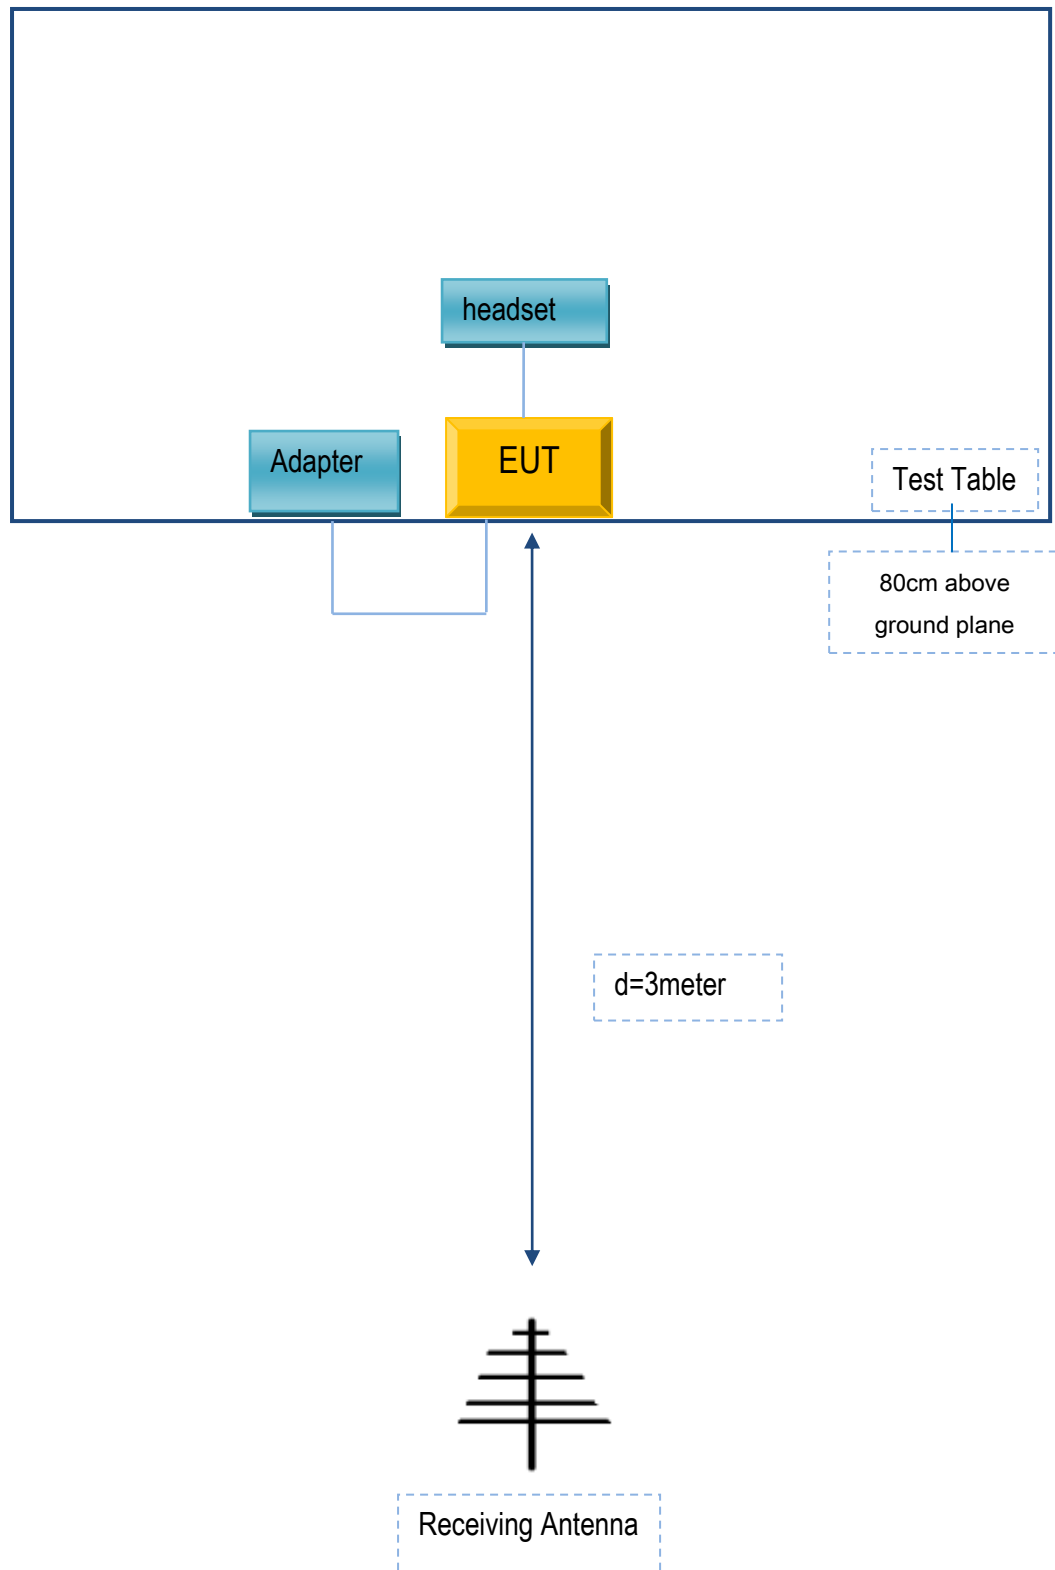 headset
Adapter
EUT
Test Table
80cm above
ground plane
d=3meter
Receiving Antenna